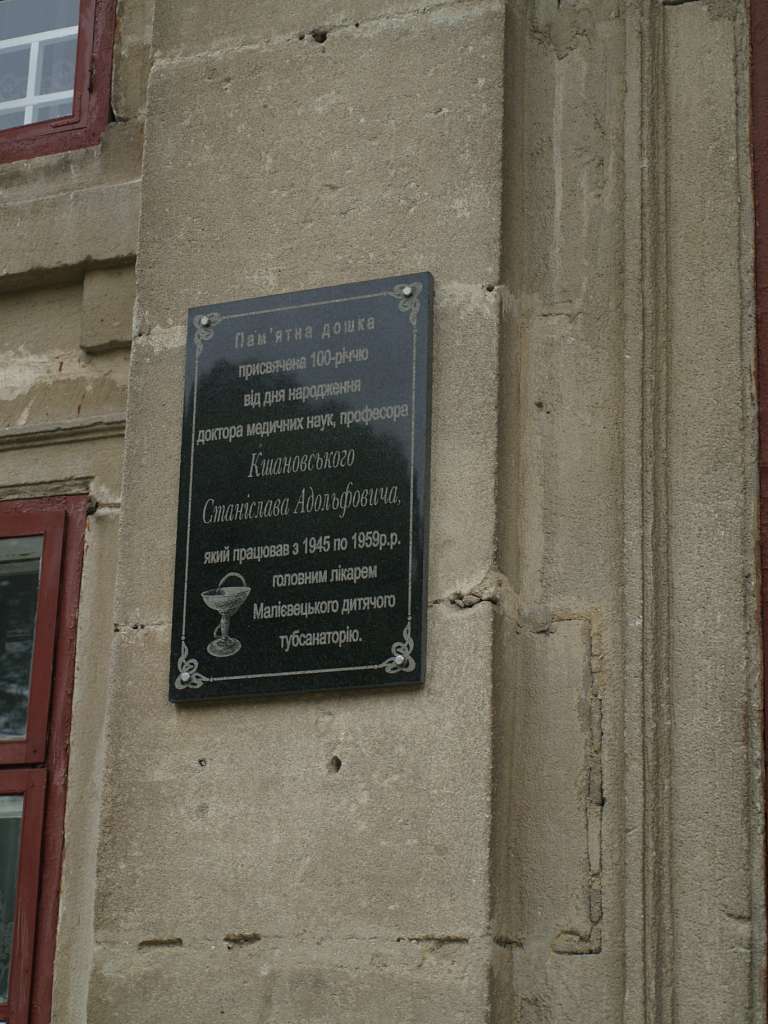 Пам'ятна дошка
присвячена 100-річчю
від дня народження
доктора медичних наук, професора
Кшановського
Станіслава Адольфовича,
який працював з 1945 по 1959р.р.
головним лікарем
Малієвецького дитячого
тубсанаторію.